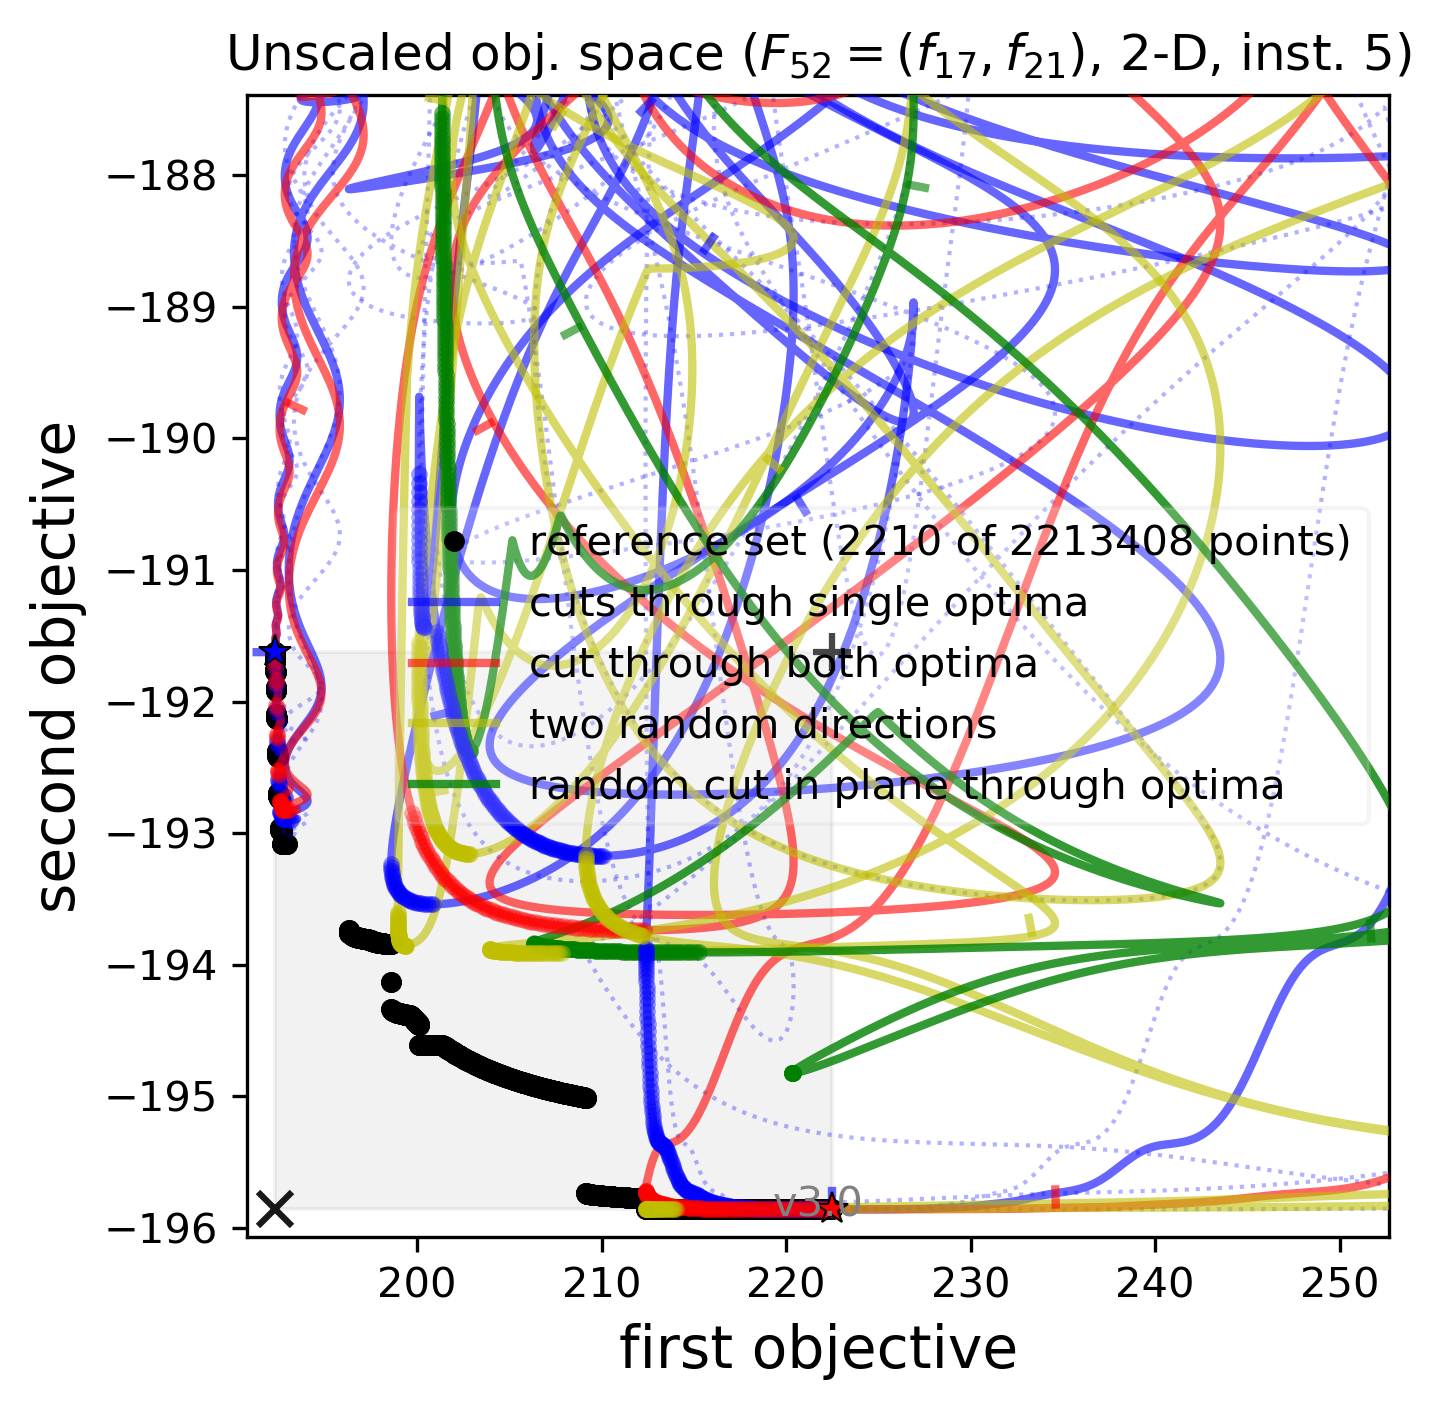 Unscaled obj. space (F52 = (f17, f21), 2-D, inst. 5)
−188
−189
−190
−191
−192
−193
−194
−195
−196
second objective
reference set (2210 of 2213408 points)
cuts through single optima
cut through both optima
two random directions
random cut in plane through optima
v3.0
200
210
220
230
240
250
first objective